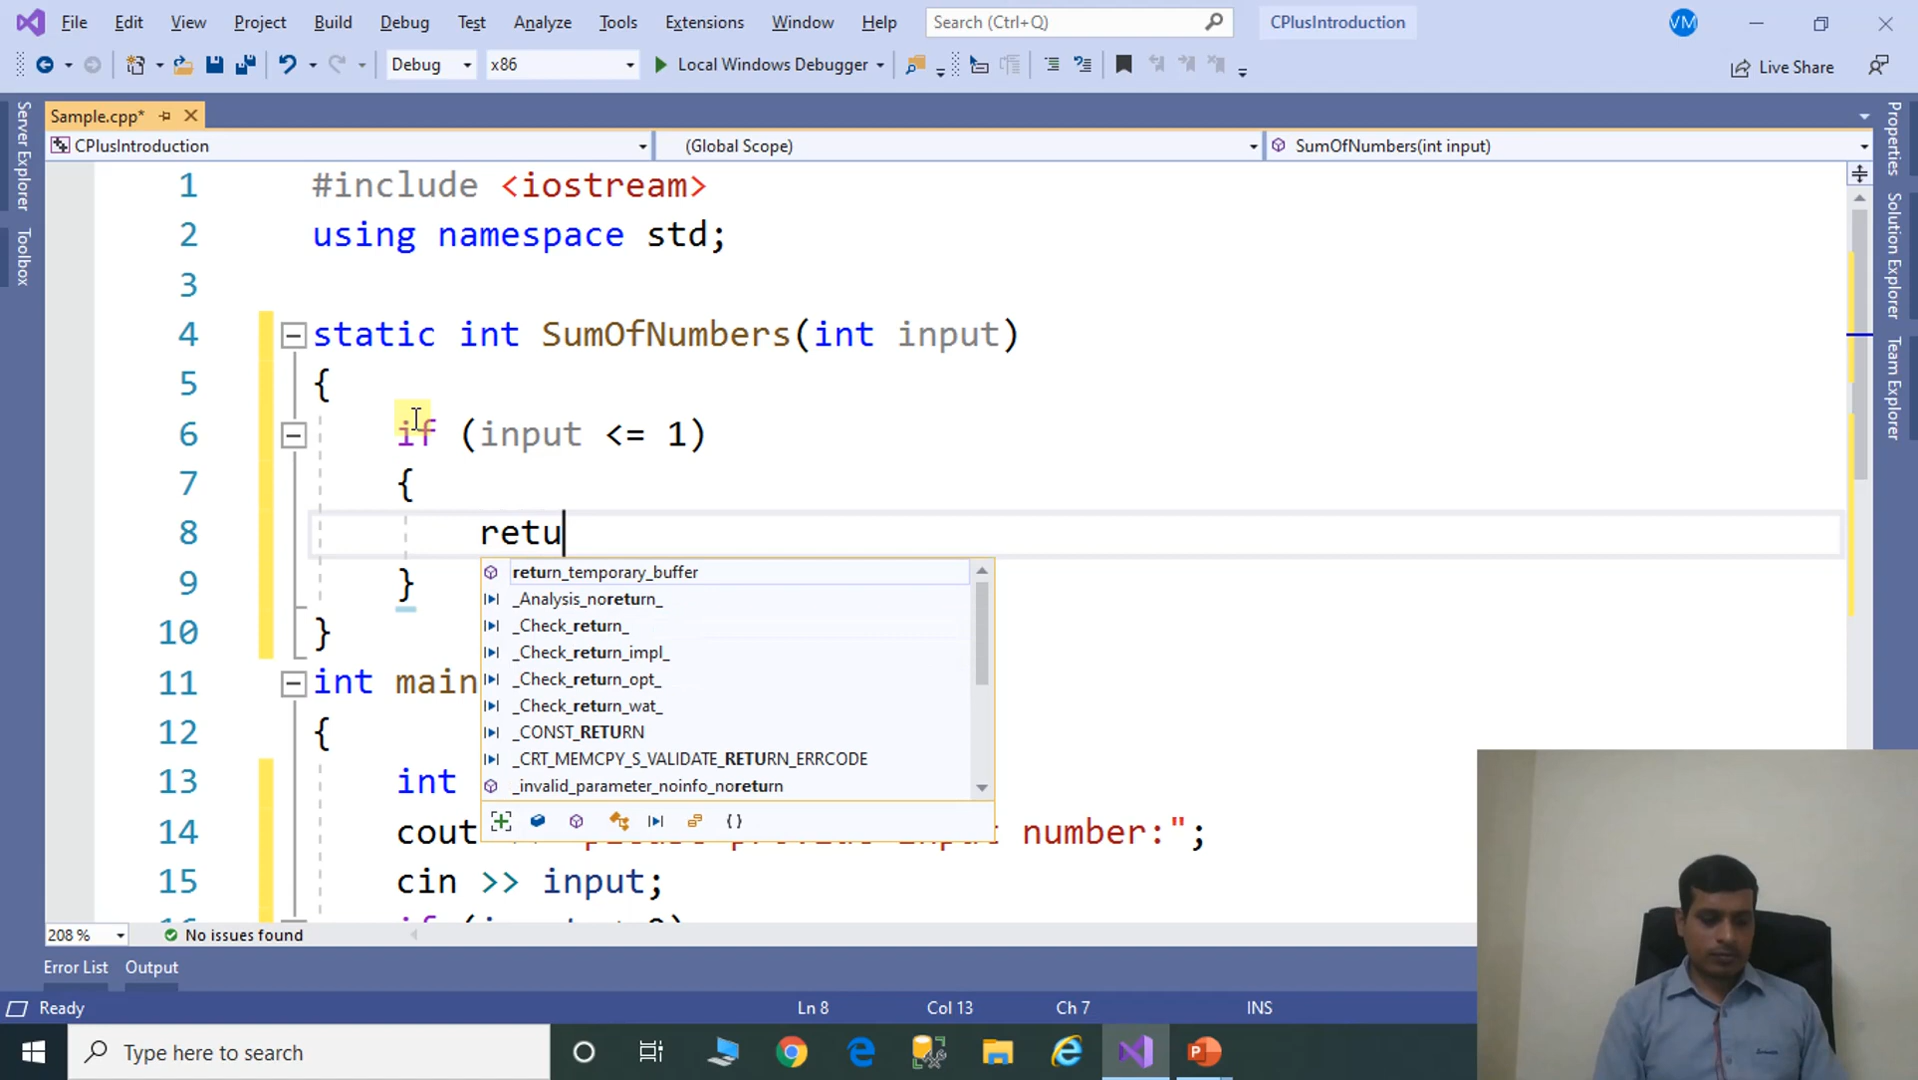 File Edit View Project Build Debug Test Analyze Tools Extensions Window Help Search (Ctrl+Q) CPlusIntroduction VM
Debug x86 Local Windows Debugger Live Share
Sample.cpp*
CPlusIntroduction (Global Scope) SumOfNumbers(int input)
Server Explorer
Toolbox
Properties
Solution Explorer
Team Explorer
1 #include <iostream>
2 using namespace std;
3
4 static int SumOfNumbers(int input)
5 {
6 if (input <= 1)
7 {
8 retu
9 }
10 }
11 int main
12 {
13 int
14 cout number:";
15 cin >> input;
return_temporary_buffer
_Analysis_noreturn_
_Check_return_
_Check_return_impl_
_Check_return_opt_
_Check_return_wat_
_CONST_RETURN
_CRT_MEMCPY_S_VALIDATE_RETURN_ERRCODE
_invalid_parameter_noinfo_noreturn
208 % No issues found
Error List Output
Ready Ln 8 Col 13 Ch 7 INS
Type here to search